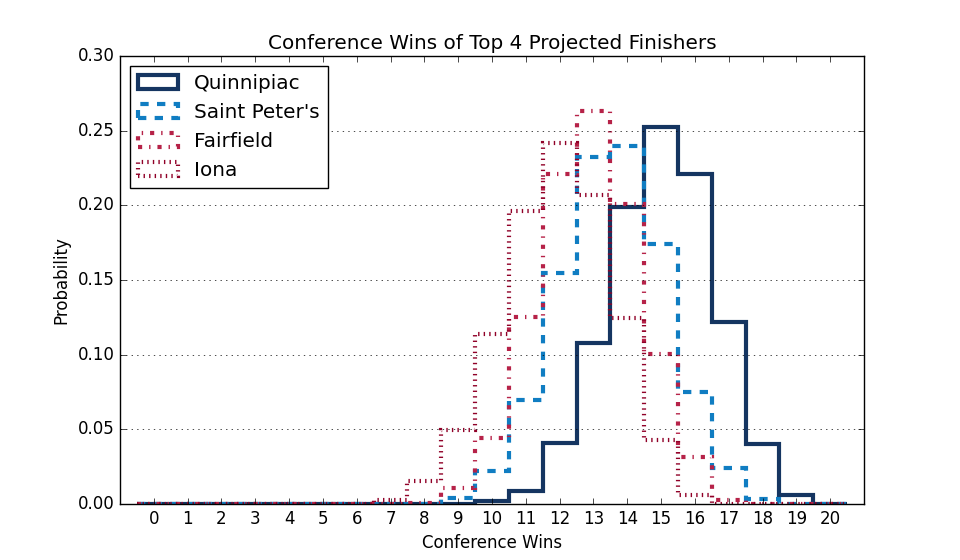 Conference Wins of Top 4 Projected Finishers
0.30
0.25
0.20
0.15
0.10
0.05
0.00
Probability
Quinnipiac
Saint Peter's
Fairfield
Iona
0 1 2 3 4 5 6 7 8 9 10 11 12 13 14 15 16 17 18 19 20
Conference Wins